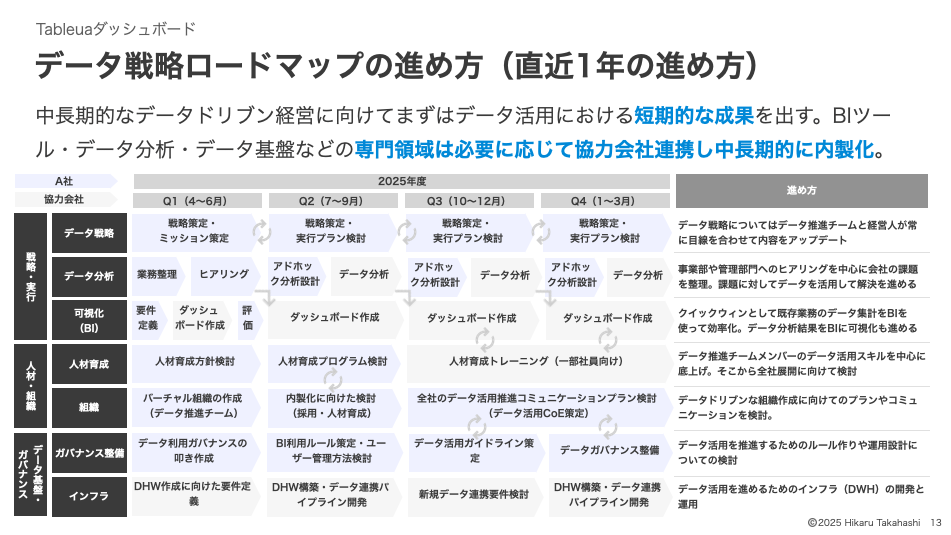 Tableuaダッシュボード
データ戦略ロードマップの進め方（直近1年の進め方）
中長期的なデータドリブン経営に向けてまずはデータ活用における短期的な成果を出す。BIツー
ル・データ分析・データ基盤などの専門領域は必要に応じて協力会社連携し中長期的に内製化。
A社
協力会社
2025年度
Q1（4〜6月）
Q2（7〜9月）
Q3（10〜12月）
Q4（1〜3月）
進め方
戦略・実行
データ戦略
戦略策定・
ミッション策定
戦略策定・
実行プラン検討
戦略策定・
実行プラン検討
戦略策定・
実行プラン検討
データ戦略についてはデータ推進チームと経営人が常
に目線を合わせて内容をアップデート
データ分析
業務整理
ヒアリング
アドホッ
ク分析設計
データ分析
アドホッ
ク分析設計
データ分析
アドホッ
ク分析設計
データ分析
事業部や管理部門へのヒアリングを中心に会社の課題
を整理。課題に対してデータを活用して解決を進める
可視化
（BI）
要件
定義
ダッシュ
ボード作成
評
価
ダッシュボード作成
ダッシュボード作成
ダッシュボード作成
クイックウィンとして既存業務のデータ集計をBIを
使って効率化。データ分析結果をBIに可視化も進める
人材・組織
人材育成
人材育成方針検討
人材育成プログラム検討
人材育成トレーニング（一部社員向け）
データ推進チームメンバーのデータ活用スキルを中心に
底上げ。そこから全社展開に向けて検討
組織
バーチャル組織の作成
（データ推進チーム）
内製化に向けた検討
（採用・人材育成）
全社のデータ活用推進コミュニケーションプラン検討
（データ活用CoE策定）
データドリブンな組織作成に向けてのプランやコミュ
ニケーションを検討。
データ基盤・
ガバナンス
ガバナンス整備
データ利用ガバナンスの
叩き作成
BI利用ルール策定・ユー
ザー管理方法検討
データ活用ガイドライン策
定
データガバナンス整備
データ活用を推進するためのルール作りや運用設計に
ついての検討
インフラ
DHW作成に向けた要件定
義
DHW構築・データ連携パ
イプライン開発
新規データ連携要件検討
DHW構築・データ連携
パイプライン開発
データ活用を進めるためのインフラ（DWH）の開発と
運用
©2025 Hikaru Takahashi
13